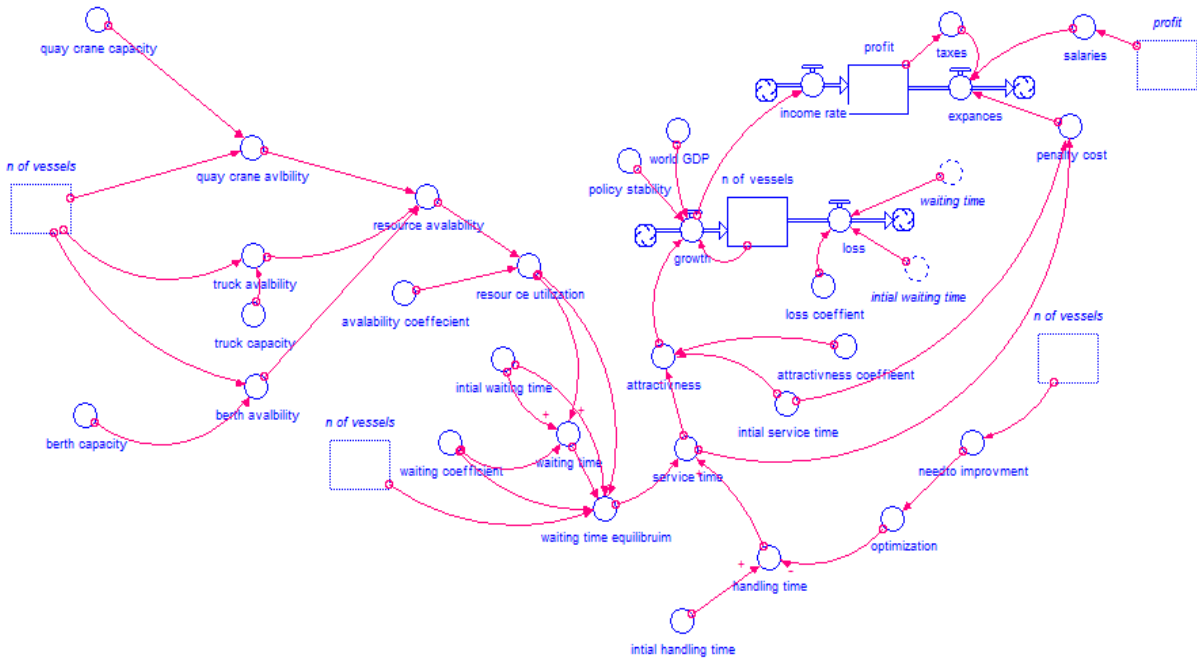 profit
quay crane capacity
profit
taxes
salaries
income rate
expances
n of vessels
quay crane avlbility
world GDP
penalty cost
policy stability
n of vessels
waiting time
resource avalability
growth
loss
truck avalbility
resour ce utilization
intial waiting time
avalability coeffecient
loss coeffient
truck capacity
n of vessels
attractivness
attractivness coeffieent
intial waiting time
berth avalbility
+
+
intial service time
berth capacity
n of vessels
waiting coefficient
waiting time
service time
needto improvment
+
waiting time equilibruim
optimization
+
-
handling time
intial handling time